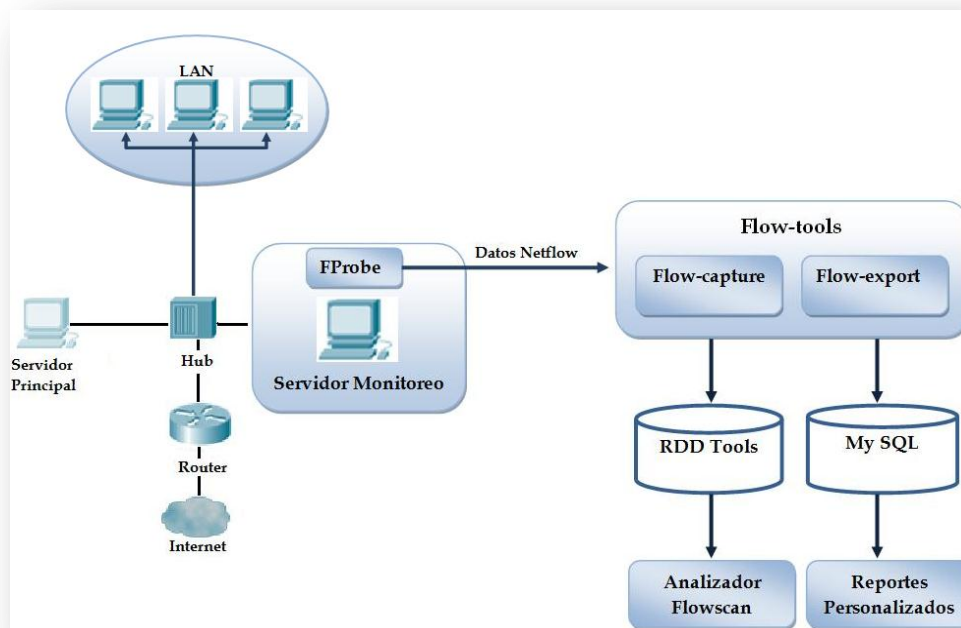 LAN
FProbe
Datos Netflow
Flow-tools
Flow-capture
Flow-export
Servidor
Principal
Hub
Servidor Monitoreo
RDD Tools
My SQL
Router
Internet
Analizador
Flowscan
Reportes
Personalizados